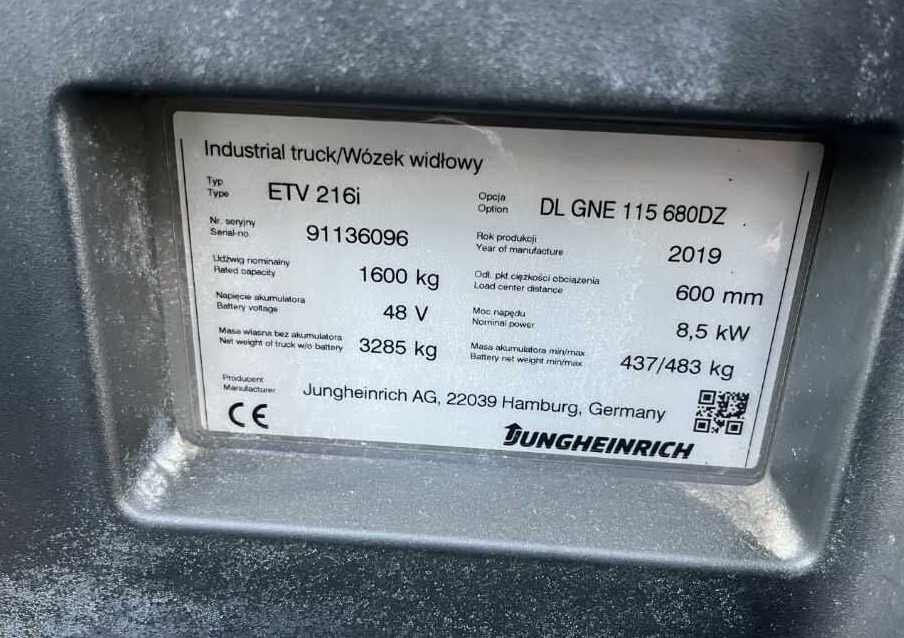 Industrial truck/Wózek widłowy
Typ
Type
ETV 216i
Opcja
Option
DL GNE 115 680DZ
Nr. seryjny
Serial-no.
91136096
Rok produkcji
Year of manufacture
2019
Udźwig nominalny
Rated capacity
1600 kg
Odl. pkt ciężkości obciążenia
Load center distance
600 mm
Napięcie akumulatora
Battery voltage
48 V
Moc napędu
Nominal power
8,5 kW
Masa własna bez akumulatora
Net weight of truck w/o battery
3285 kg
Masa akumulatora min/max
Battery net weight min/max
437/483 kg
Producent
Manufacturer
Jungheinrich AG, 22039 Hamburg, Germany
CE
JUNGHEINRICH